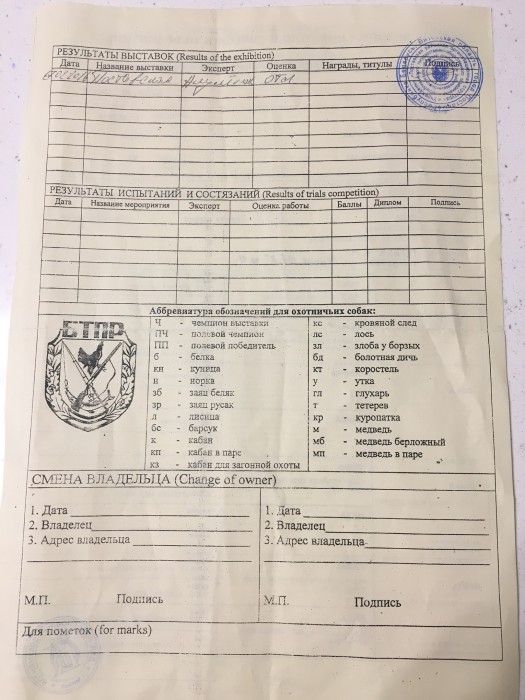 РЕЗУЛЬТАТЫ ВЫСТАВОК (Results of the exhibition)
Дата Название выставки Эксперт Оценка Награды, титулы Подпись
РЕЗУЛЬТАТЫ ИСПЫТАНИЙ И СОСТЯЗАНИЙ (Results of trials competition)
Дата Название мероприятия Эксперт Оценка работы Баллы Диплом Подпись
Аббревиатура обозначений для охотничьих собак:
БТПР
Ч - чемпион выставки кс - кровяной след
ПЧ - полевой чемпион лс - лось
ПП - полевой победитель зл - злоба у борзых
б - белка бд - болотная дичь
кн - куница кт - коростель
н - норка у - утка
зб - заяц беляк гл - глухарь
зр - заяц русак т - тетерев
л - лисица кр - куропатка
бс - барсук м - медведь
к - кабан мб - медведь берложный
кп - кабан в паре мп - медведь в паре
кз - кабан для загонной охоты
СМЕНА ВЛАДЕЛЬЦА (Change of owner)
1. Дата 1. Дата
2. Владелец 2. Владелец
3. Адрес владельца 3. Адрес владельца
М.П. Подпись М.П. Подпись
Для пометок (for marks)